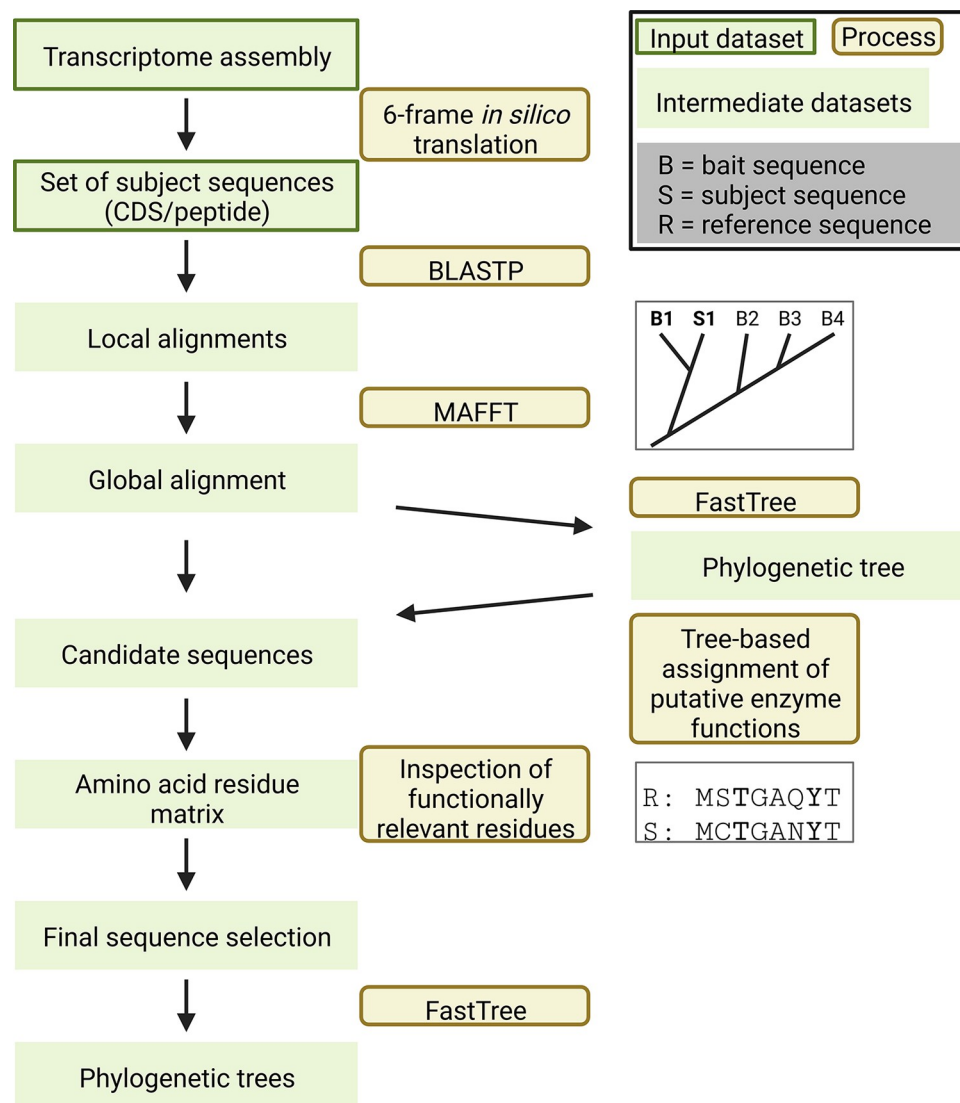 Transcriptome assembly
6-frame in silico
translation
Set of subject sequences
(CDS/peptide)
BLASTP
Local alignments
MAFFT
Global alignment
Candidate sequences
Amino acid residue
matrix
Inspection of
functionally
relevant residues
Final sequence selection
FastTree
Phylogenetic trees
Input dataset
Process
Intermediate datasets
B = bait sequence
S = subject sequence
R = reference sequence
B1 S1 B2 B3 B4
FastTree
Phylogenetic tree
Tree-based
assignment of
putative enzyme
functions
R: MSTGAQYT
S: MCTGANYT